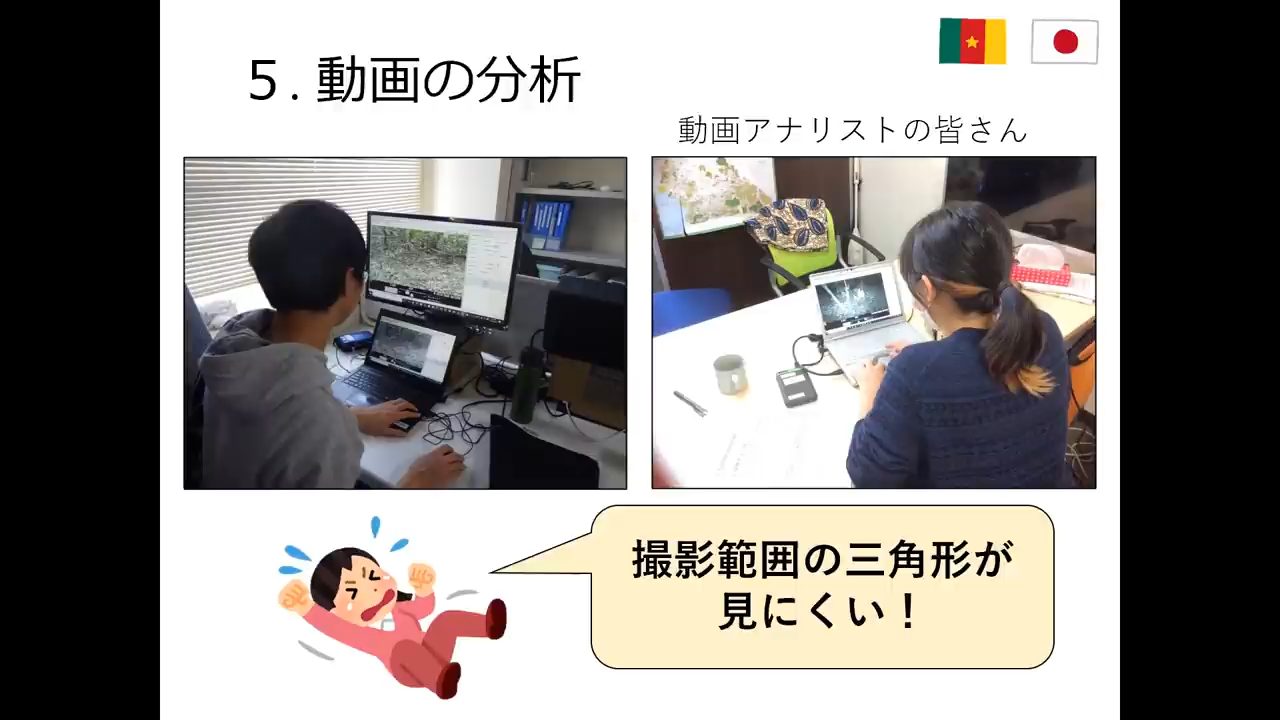 ５. 動画の分析
動画アナリストの皆さん
撮影範囲の三角形が
見にくい！